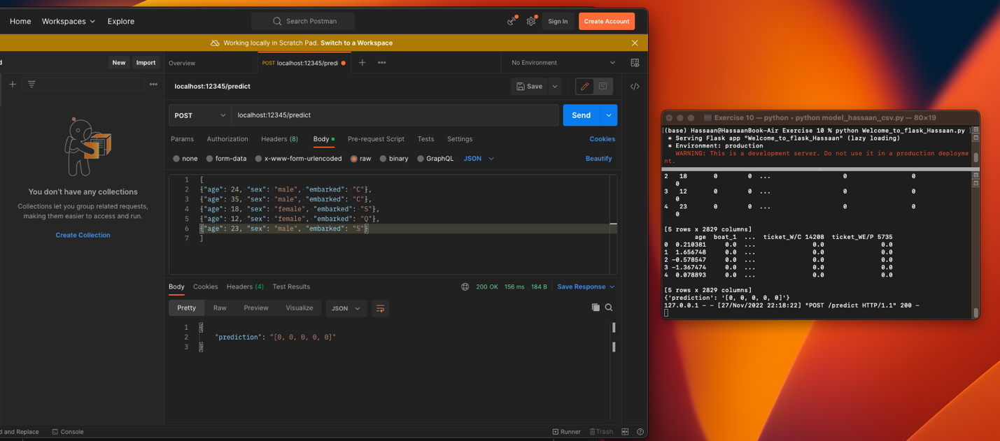 Home Workspaces Explore Search Postman Sign In Create Account
Working locally in Scratch Pad. Switch to a Workspace
New Import Overview POST localhost:12345/predi No Environment
localhost:12345/predict Save
POST localhost:12345/predict Send
Params Authorization Headers (8) Body Pre-request Script Tests Settings Cookies
none form-data x-www-form-urlencoded raw binary GraphQL JSON Beautify
1 [
2 {"age": 24, "sex": "male", "embarked": "C"},
3 {"age": 35, "sex": "male", "embarked": "C"},
4 {"age": 18, "sex": "female", "embarked": "S"},
5 {"age": 12, "sex": "female", "embarked": "Q"},
6 {"age": 23, "sex": "male", "embarked": "S"}
7 ]
You don't have any collections
Collections let you group related requests,
making them easier to access and run.
Create Collection
Body Cookies Headers (4) Test Results 200 OK 156 ms 184 B Save Response
Pretty Raw Preview Visualize JSON
1 {
2 "prediction": "[0, 0, 0, 0, 0]"
3 }
d and Replace Console Runner Trash
Exercise 10 — python • python model_hassaan_csv.py — 80×19
[(base) Hassaan@HassaanBook-Air Exercise 10 % python Welcome_to_flask_Hassaan.py ]
* Serving Flask app "Welcome_to_flask_Hassaan" (lazy loading)
* Environment: production
WARNING: This is a development server. Do not use it in a production deployme
nt.
2 18 0 0 ... 0 0
0
3 12 0 0 ... 0 0
0
4 23 0 0 ... 0 0
0
[5 rows x 2829 columns]
age boat_1 ... ticket_W/C 14208 ticket_WE/P 5735
0 0.210381 0.0 ... 0.0 0.0
1 1.656748 0.0 ... 0.0 0.0
2 -0.578547 0.0 ... 0.0 0.0
3 -1.367474 0.0 ... 0.0 0.0
4 0.078893 0.0 ... 0.0 0.0
[5 rows x 2829 columns]
{'prediction': '[0, 0, 0, 0, 0]'}
127.0.0.1 - - [27/Nov/2022 22:18:22] "POST /predict HTTP/1.1" 200 -